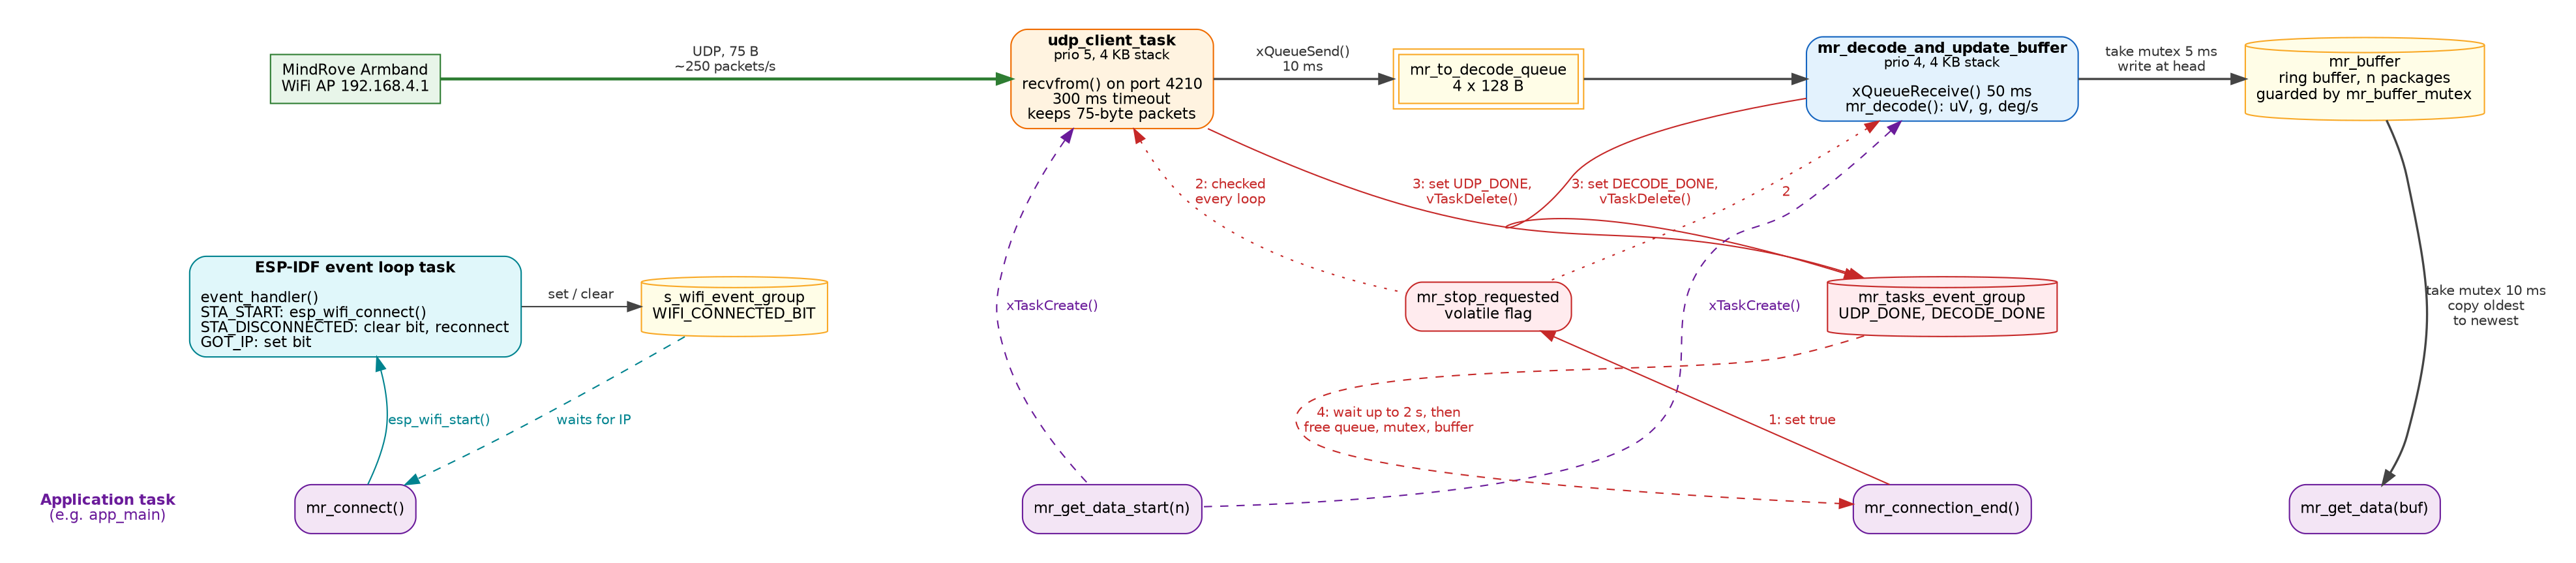 MindRove Armband
WiFi AP 192.168.4.1
UDP, 75 B
~250 packets/s
udp_client_task
prio 5, 4 KB stack
recvfrom() on port 4210
300 ms timeout
keeps 75-byte packets
xQueueSend()
10 ms
mr_to_decode_queue
4 x 128 B
mr_decode_and_update_buffer
prio 4, 4 KB stack
xQueueReceive() 50 ms
mr_decode(): uV, g, deg/s
take mutex 5 ms
write at head
mr_buffer
ring buffer, n packages
guarded by mr_buffer_mutex
2: checked
every loop
3: set UDP_DONE,
vTaskDelete()
3: set DECODE_DONE,
vTaskDelete()
2
ESP-IDF event loop task
event_handler()
STA_START: esp_wifi_connect()
STA_DISCONNECTED: clear bit, reconnect
GOT_IP: set bit
set / clear
s_wifi_event_group
WIFI_CONNECTED_BIT
xTaskCreate()
mr_stop_requested
volatile flag
xTaskCreate()
mr_tasks_event_group
UDP_DONE, DECODE_DONE
take mutex 10 ms
copy oldest
to newest
esp_wifi_start()
waits for IP
4: wait up to 2 s, then
free queue, mutex, buffer
1: set true
Application task
(e.g. app_main)
mr_connect()
mr_get_data_start(n)
mr_connection_end()
mr_get_data(buf)